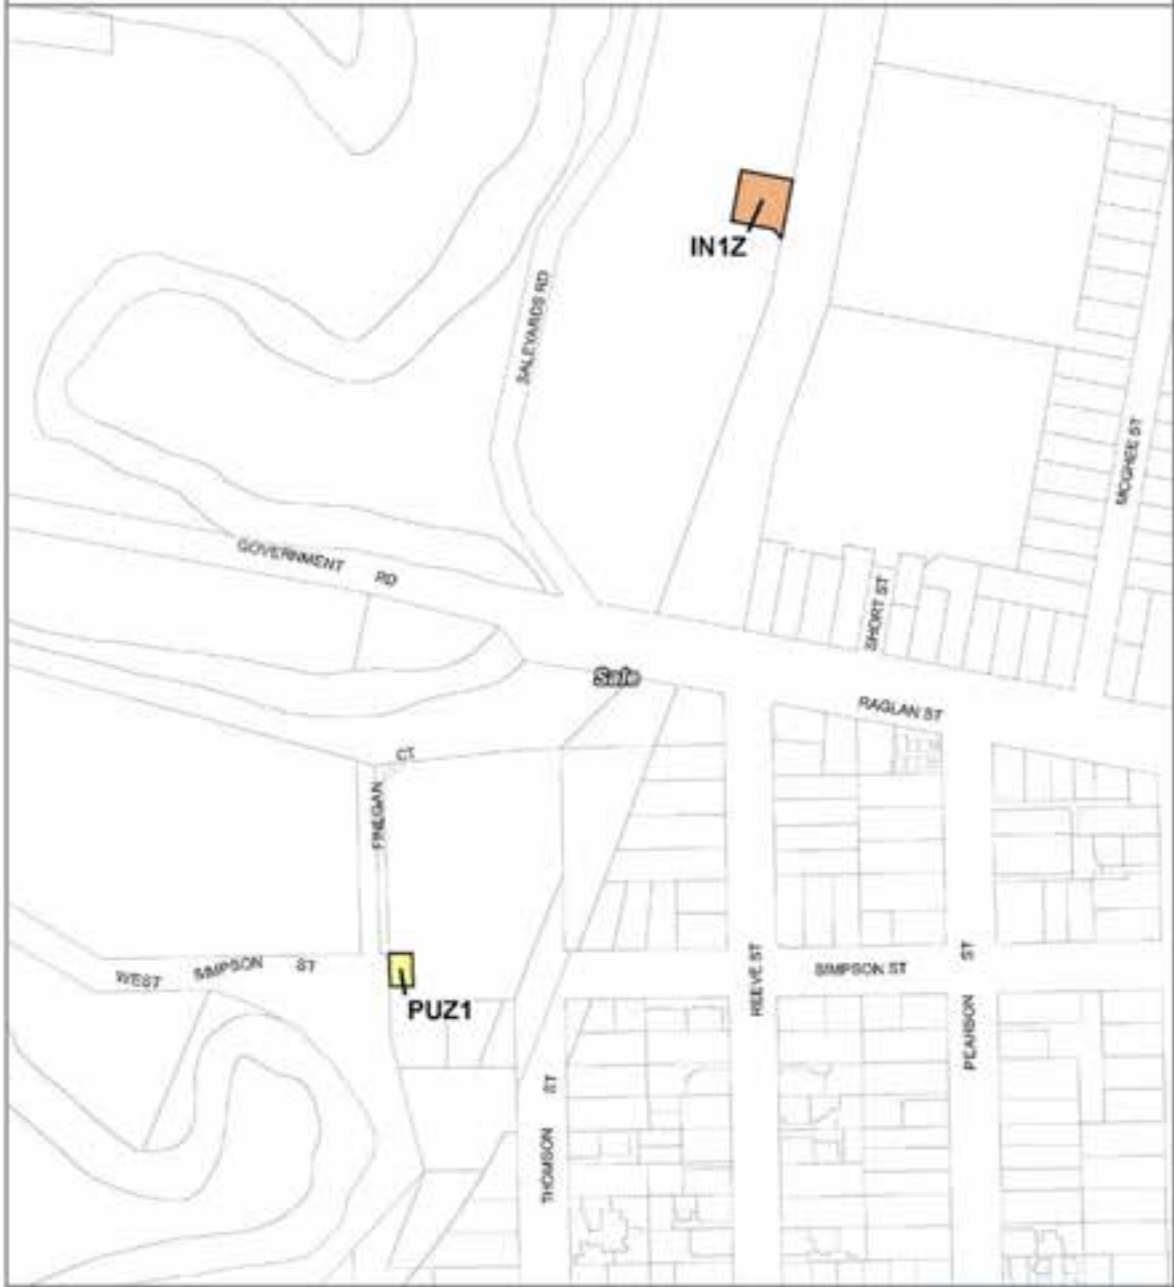 IN1Z
SALEYARDS RD
MCGHEE ST
GOVERNMENT RD
SHORT ST
Sale
RAGLAN ST
CT
FINEGAN
WEST SIMPSON ST
PUZ1
REEVE ST
SIMPSON ST
PEARSON ST
THOMSON ST